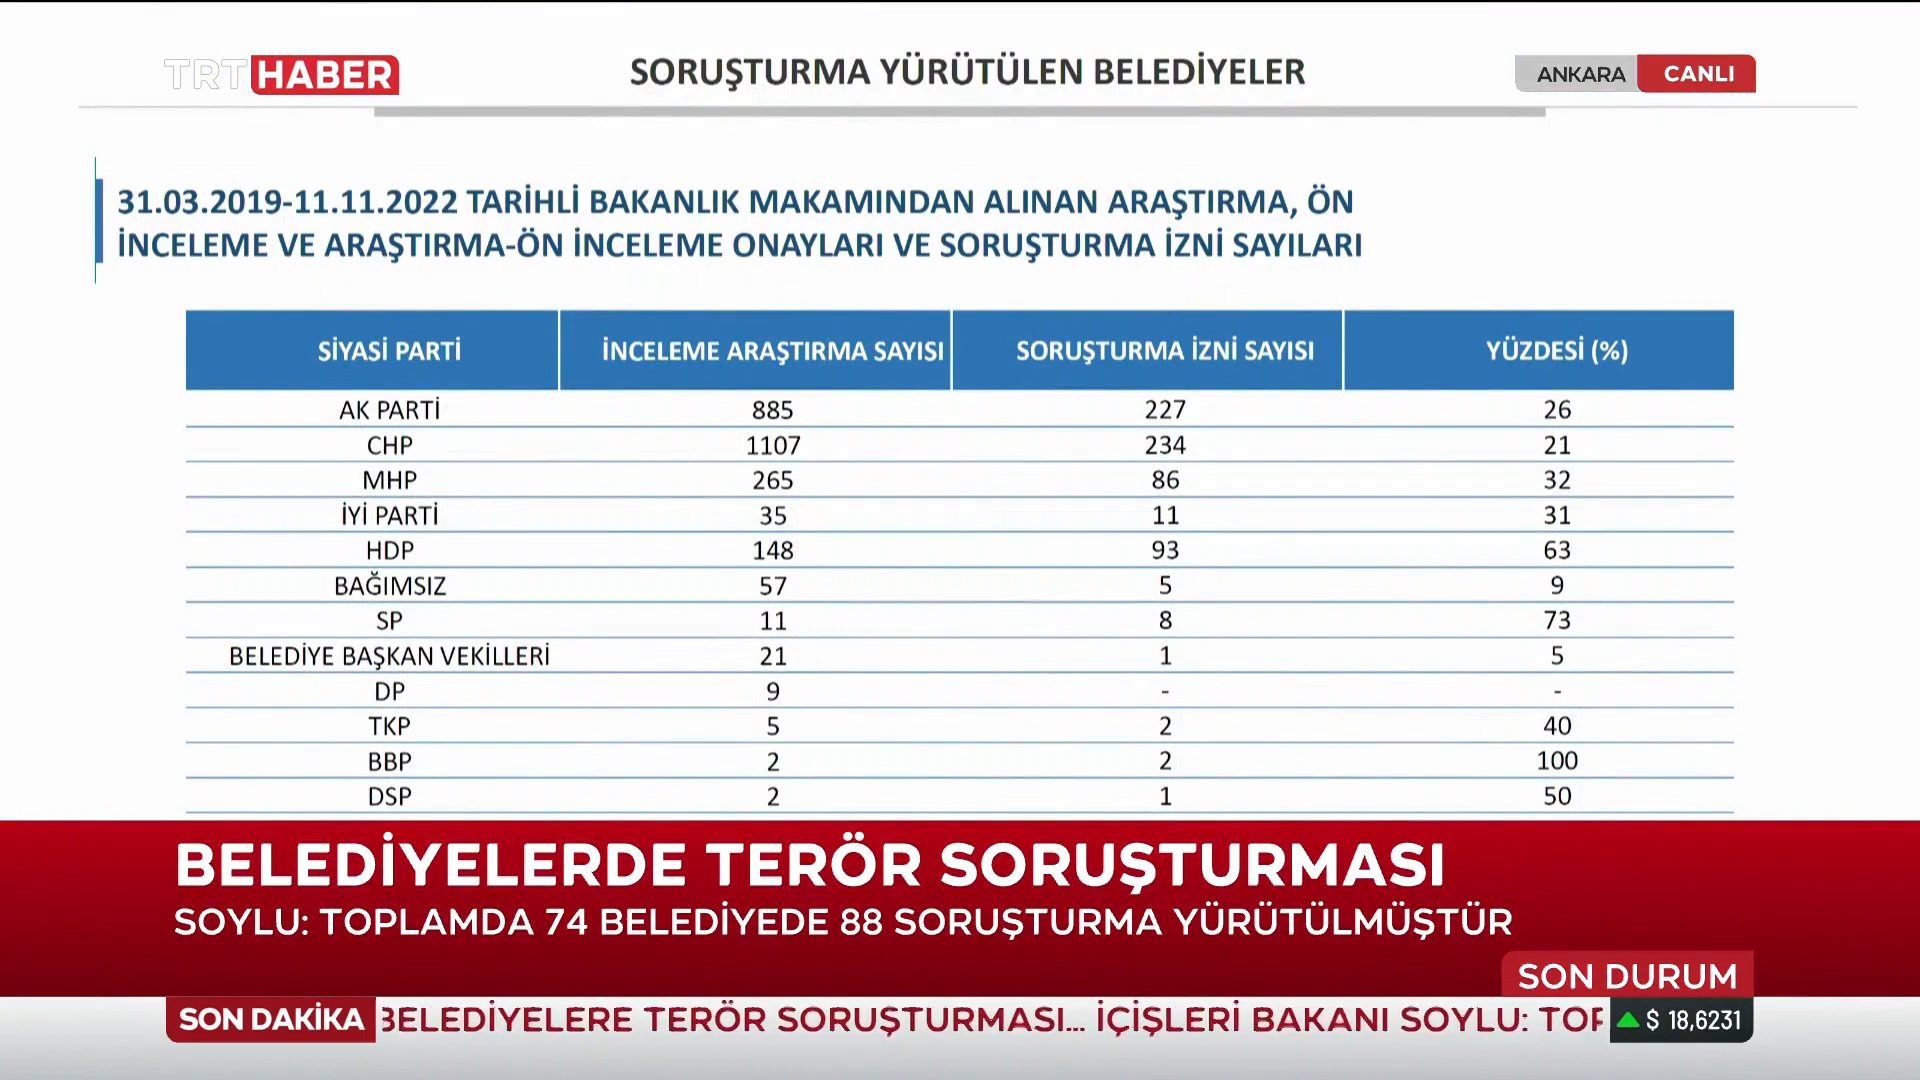 TRT HABER
SORUŞTURMA YÜRÜTÜLEN BELEDİYELER
ANKARA CANLI
31.03.2019-11.11.2022 TARİHLİ BAKANLIK MAKAMINDAN ALINAN ARAŞTIRMA, ÖN
İNCELEME VE ARAŞTIRMA-ÖN İNCELEME ONAYLARI VE SORUŞTURMA İZNİ SAYILARI
SİYASİ PARTİ İNCELEME ARAŞTIRMA SAYISI SORUŞTURMA İZNİ SAYISI YÜZDESİ (%)
AK PARTİ 885 227 26
CHP 1107 234 21
MHP 265 86 32
İYİ PARTİ 35 11 31
HDP 148 93 63
BAĞIMSIZ 57 5 9
SP 11 8 73
BELEDİYE BAŞKAN VEKİLLERİ 21 1 5
DP 9 - -
TKP 5 2 40
BBP 2 2 100
DSP 2 1 50
BELEDİYELERDE TERÖR SORUŞTURMASI
SOYLU: TOPLAMDA 74 BELEDİYEDE 88 SORUŞTURMA YÜRÜTÜLMÜŞTÜR
SON DURUM
SON DAKİKA BELEDİYELERE TERÖR SORUŞTURMASI... İÇİŞLERİ BAKANI SOYLU: $ 18,6231